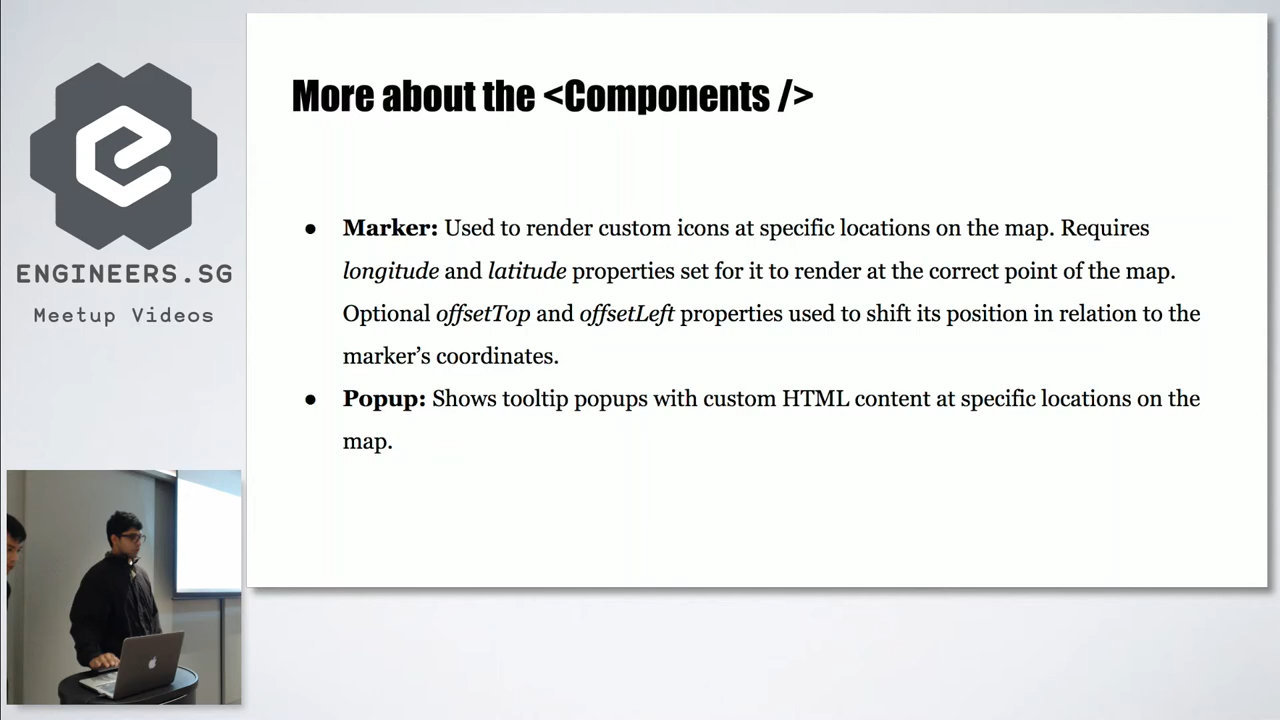 More about the <Components />
● Marker: Used to render custom icons at specific locations on the map. Requires
longitude and latitude properties set for it to render at the correct point of the map.
Optional offsetTop and offsetLeft properties used to shift its position in relation to the
marker’s coordinates.
● Popup: Shows tooltip popups with custom HTML content at specific locations on the
map.
ENGINEERS.SG
Meetup Videos